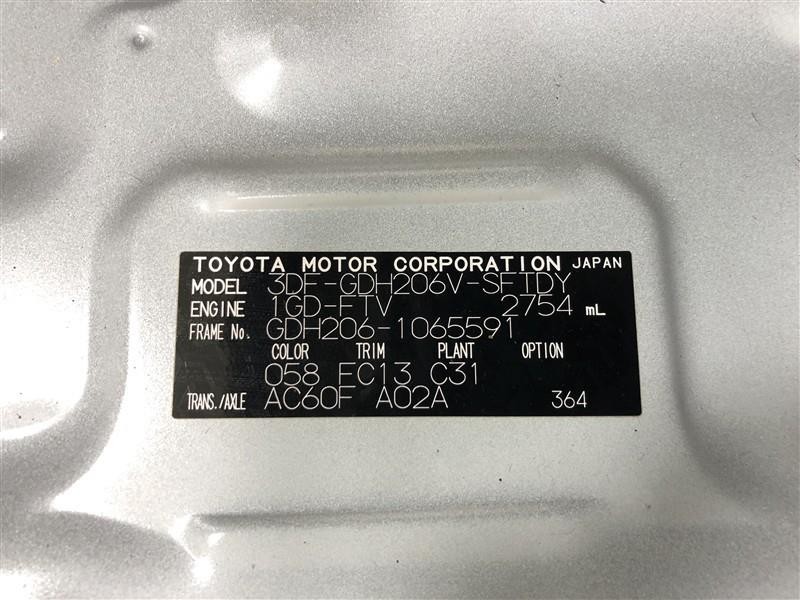 TOYOTA MOTOR CORPORATION JAPAN
MODEL 3DF-GDH206V-SFTDY
ENGINE 1GD-FTV 2754 mL
FRAME No. GDH206-1065591
COLOR TRIM PLANT OPTION
058 FC13 C31
TRANS./AXLE AC60F A02A 364